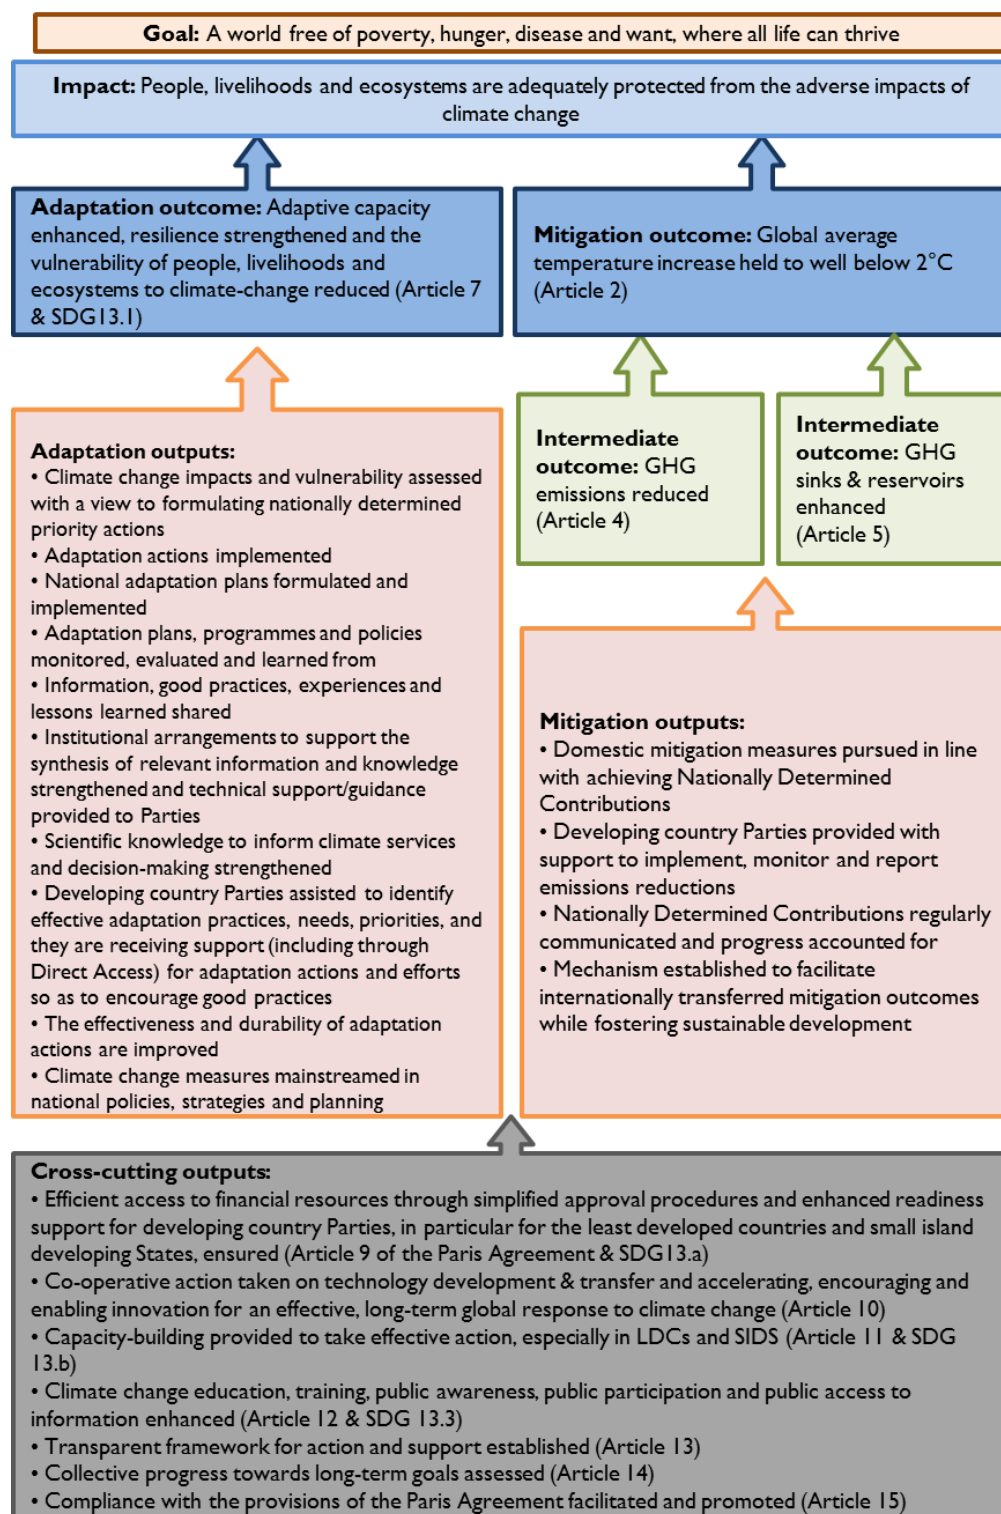 Goal: A world free of poverty, hunger, disease and want, where all life can thrive
Impact: People, livelihoods and ecosystems are adequately protected from the adverse impacts of
climate change
Adaptation outcome: Adaptive capacity
enhanced, resilience strengthened and the
vulnerability of people, livelihoods and
ecosystems to climate-change reduced (Article 7
& SDG13.1)
Mitigation outcome: Global average
temperature increase held to well below 2°C
(Article 2)
Adaptation outputs:
• Climate change impacts and vulnerability assessed
with a view to formulating nationally determined
priority actions
• Adaptation actions implemented
• National adaptation plans formulated and
implemented
• Adaptation plans, programmes and policies
monitored, evaluated and learned from
• Information, good practices, experiences and
lessons learned shared
• Institutional arrangements to support the
synthesis of relevant information and knowledge
strengthened and technical support/guidance
provided to Parties
• Scientific knowledge to inform climate services
and decision-making strengthened
• Developing country Parties assisted to identify
effective adaptation practices, needs, priorities, and
they are receiving support (including through
Direct Access) for adaptation actions and efforts
so as to encourage good practices
• The effectiveness and durability of adaptation
actions are improved
• Climate change measures mainstreamed in
national policies, strategies and planning
Intermediate
outcome: GHG
emissions reduced
(Article 4)
Intermediate
outcome: GHG
sinks & reservoirs
enhanced
(Article 5)
Mitigation outputs:
• Domestic mitigation measures pursued in line
with achieving Nationally Determined
Contributions
• Developing country Parties provided with
support to implement, monitor and report
emissions reductions
• Nationally Determined Contributions regularly
communicated and progress accounted for
• Mechanism established to facilitate
internationally transferred mitigation outcomes
while fostering sustainable development
Cross-cutting outputs:
• Efficient access to financial resources through simplified approval procedures and enhanced readiness
support for developing country Parties, in particular for the least developed countries and small island
developing States, ensured (Article 9 of the Paris Agreement & SDG13.a)
• Co-operative action taken on technology development & transfer and accelerating, encouraging and
enabling innovation for an effective, long-term global response to climate change (Article 10)
• Capacity-building provided to take effective action, especially in LDCs and SIDS (Article 11 & SDG
13.b)
• Climate change education, training, public awareness, public participation and public access to
information enhanced (Article 12 & SDG 13.3)
• Transparent framework for action and support established (Article 13)
• Collective progress towards long-term goals assessed (Article 14)
• Compliance with the provisions of the Paris Agreement facilitated and promoted (Article 15)